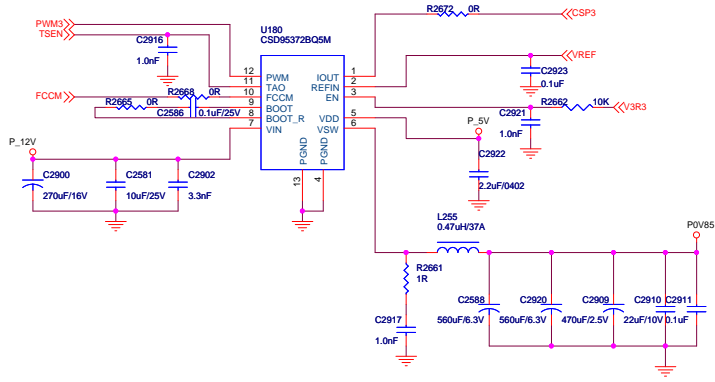 PWM3
TSEN
C2916
1.0nF
U180
CSD95372BQ5M
R2672 0R
CSP3
VREF
C2923
0.1uF
FCCM
R2668 0R
R2665 0R
C2586 0.1uF/25V
12 PWM
11 TAO
10 FCCM
9 BOOT
8 BOOT_R
7 VIN
IOUT 1
REFIN 2
EN 3
VDD 5
VSW 6
PGND
PGND
13
4
C2921
1.0nF
R2662 10K
V3R3
P_5V
C2922
2.2uF/0402
P_12V
C2900
270uF/16V
C2581
10uF/25V
C2902
3.3nF
L255
0.47uH/37A
P0V85
R2661
1R
C2917
1.0nF
C2588
560uF/6.3V
C2920
560uF/6.3V
C2909
470uF/2.5V
C2910
22uF/10V
C2911
0.1uF